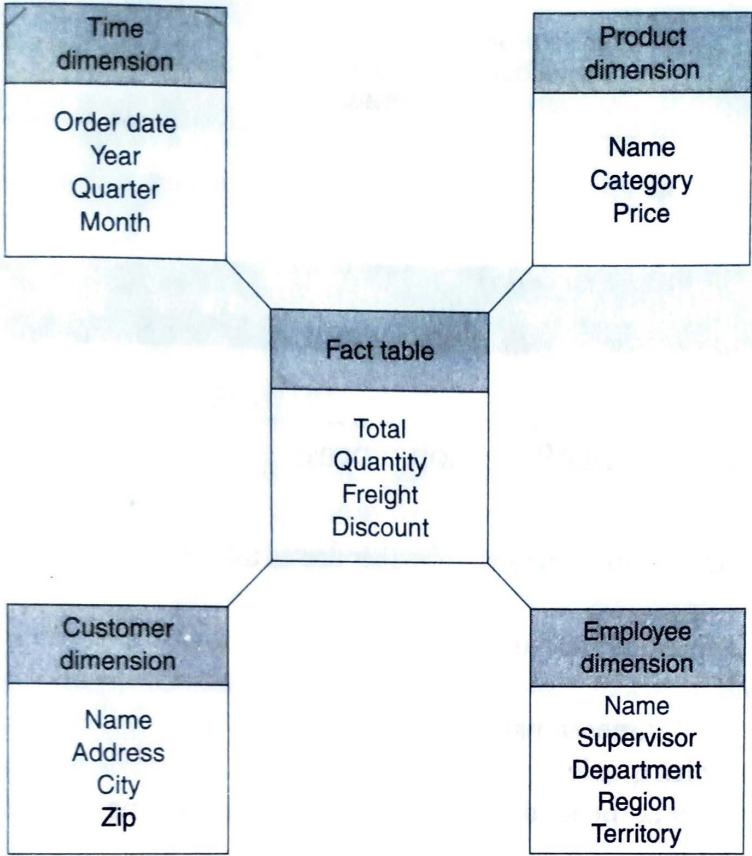 Time
dimension
Order date
Year
Quarter
Month
Product
dimension
Name
Category
Price
Fact table
Total
Quantity
Freight
Discount
Customer
dimension
Name
Address
City
Zip
Employee
dimension
Name
Supervisor
Department
Region
Territory